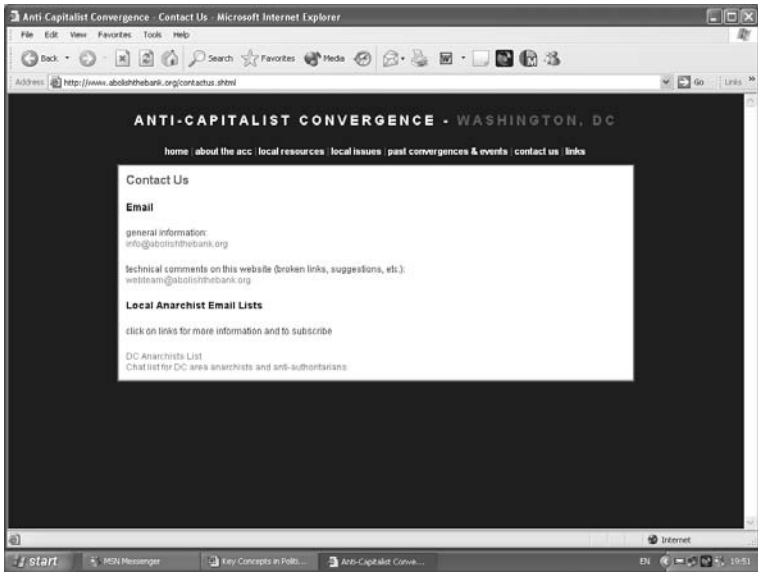 Anti-Capitalist Convergence - Contact Us - Microsoft Internet Explorer
File Edit View Favorites Tools Help
Back Search Favorites Media
Address http://www.abolishthebank.org/contactus.shtml Go Links »
ANTI-CAPITALIST CONVERGENCE - WASHINGTON, DC
home | about the acc | local resources | local issues | past convergences & events | contact us | links
Contact Us
Email
general information:
info@abolishthebank.org
technical comments on this website (broken links, suggestions, etc.):
webteam@abolishthebank.org
Local Anarchist Email Lists
click on links for more information and to subscribe
DC Anarchists List
Chat list for DC area anarchists and anti-authoritarians
Internet
start MSN Messenger Key Concepts in Politi... Anti-Capitalist Conve... EN 19:51